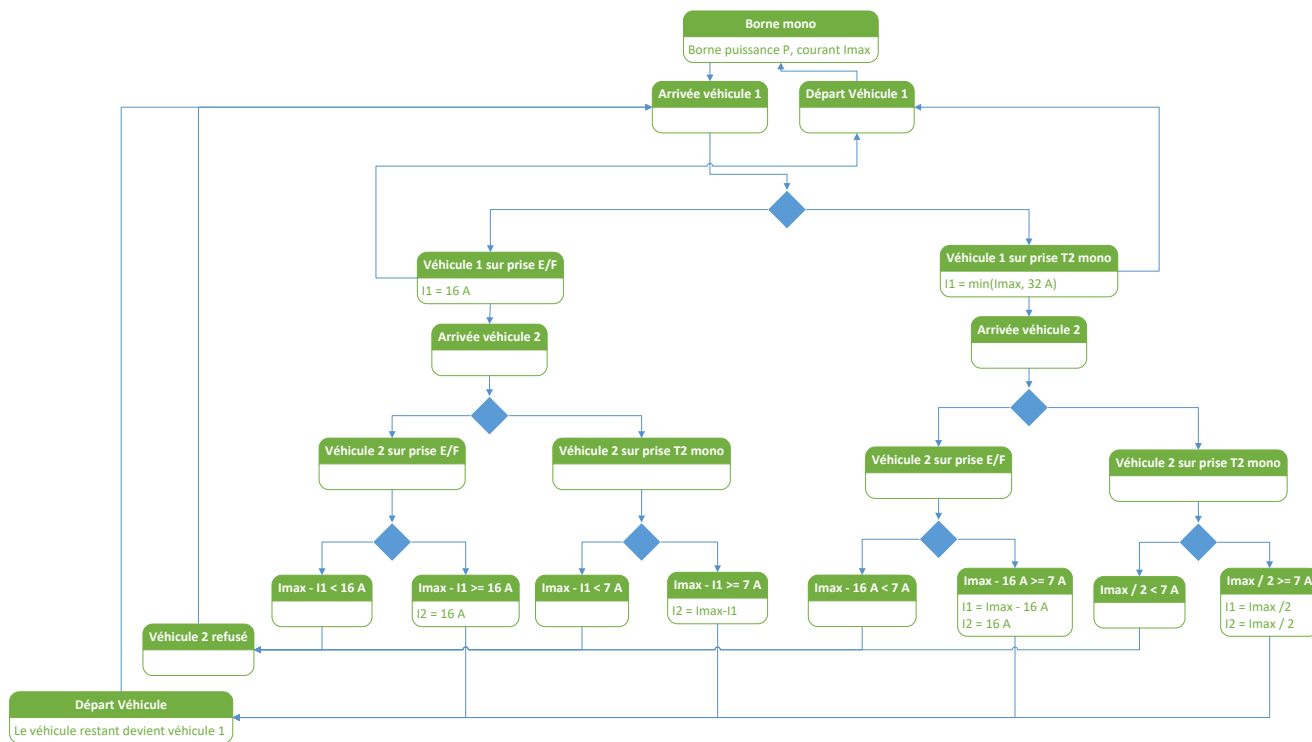 Borne mono
Borne puissance P, courant Imax
Arrivée véhicule 1
Départ Véhicule 1
Véhicule 1 sur prise E/F
I1 = 16 A
Véhicule 1 sur prise T2 mono
I1 = min(Imax, 32 A)
Arrivée véhicule 2
Arrivée véhicule 2
Véhicule 2 sur prise E/F
Véhicule 2 sur prise T2 mono
Véhicule 2 sur prise E/F
Véhicule 2 sur prise T2 mono
Imax - I1 < 16 A
Imax - I1 >= 16 A
I2 = 16 A
Imax - I1 < 7 A
Imax - I1 >= 7 A
I2 = Imax-I1
Imax - 16 A < 7 A
Imax - 16 A >= 7 A
I1 = Imax - 16 A
I2 = 16 A
Imax / 2 < 7 A
Imax / 2 >= 7 A
I1 = Imax /2
I2 = Imax / 2
Véhicule 2 refusé
Départ Véhicule
Le véhicule restant devient véhicule 1